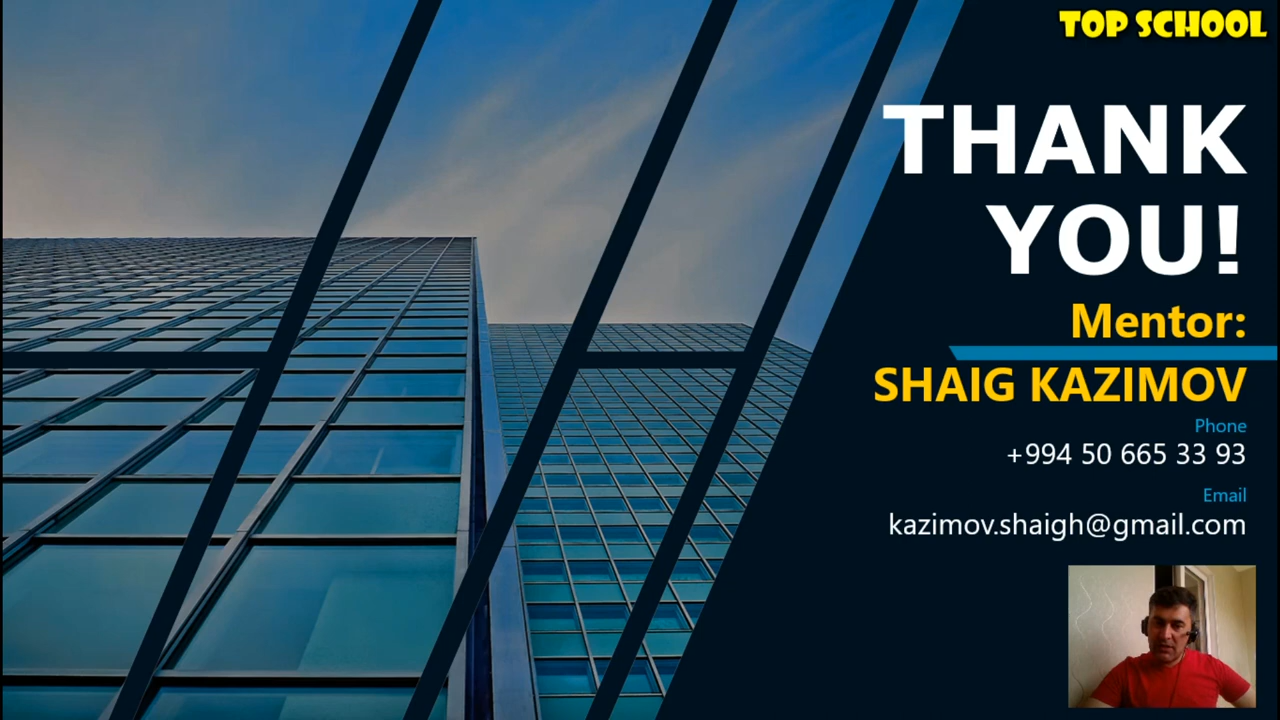 TOP SCHOOL
THANK
YOU!
Mentor:
SHAIG KAZIMOV
Phone
+994 50 665 33 93
Email
kazimov.shaigh@gmail.com